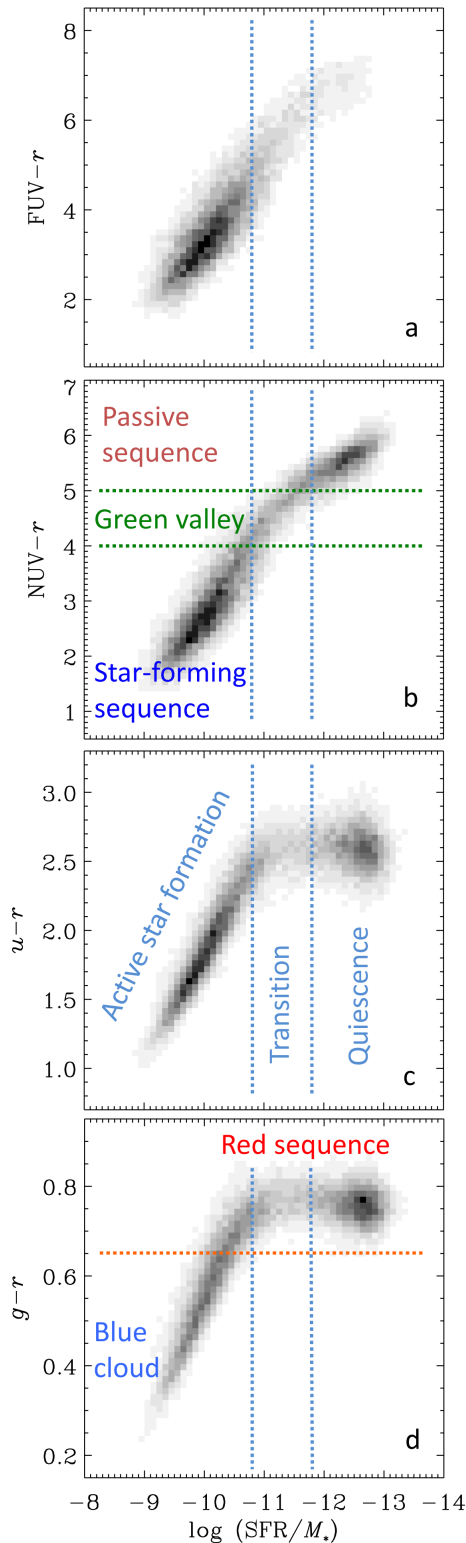 8
6
4
2
FUV−r
a
7
6
5
4
3
2
1
NUV−r
Passive
sequence
Green valley
Star-forming
sequence
b
3.0
2.5
2.0
1.5
1.0
u−r
Active star formation
Transition
Quiescence
c
0.8
0.6
0.4
0.2
g−r
Red sequence
Blue
cloud
d
−8 −9 −10 −11 −12 −13 −14
log (SFR/M*)